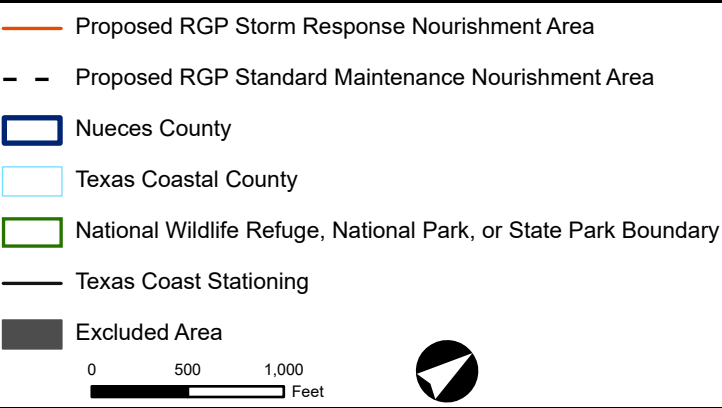 Proposed RGP Storm Response Nourishment Area
Proposed RGP Standard Maintenance Nourishment Area
Nueces County
Texas Coastal County
National Wildlife Refuge, National Park, or State Park Boundary
Texas Coast Stationing
Excluded Area
0 500 1,000
Feet